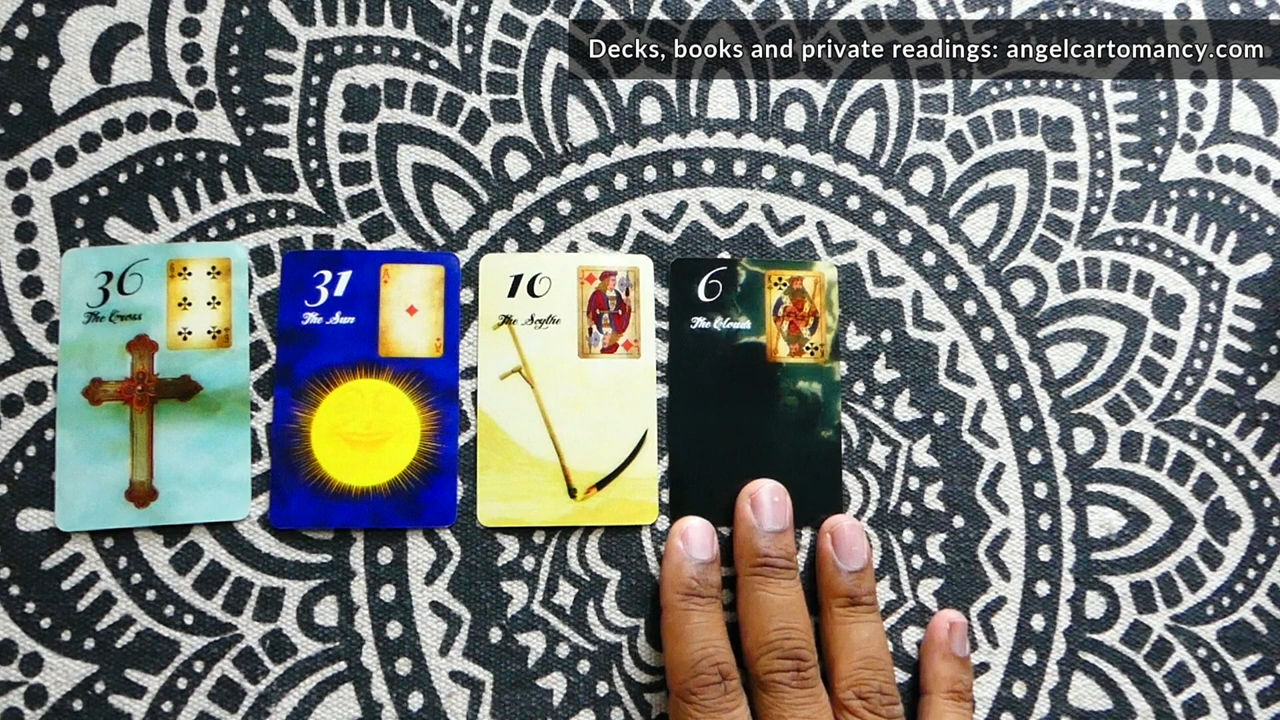 Decks, books and private readings: angelcartomancy.com
36
The Cross
31
The Sun
A
10
The Scythe
6
The Clouds